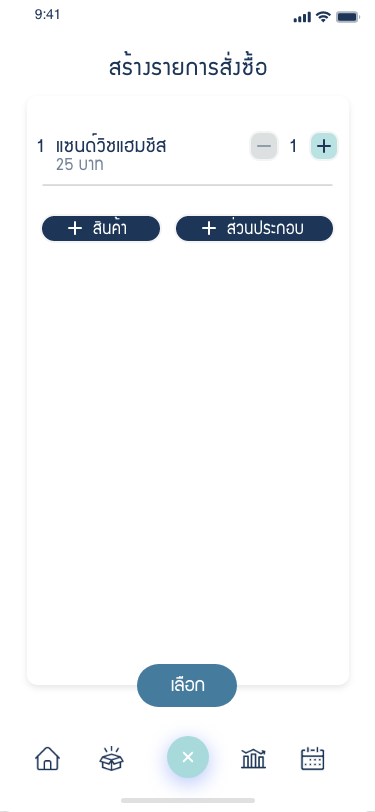 9:41
สร้างรายการสั่งซื้อ
1 แซนด์วิชแฮมชีส 1
25 บาท
สินค้า ส่วนประกอบ
เลือก